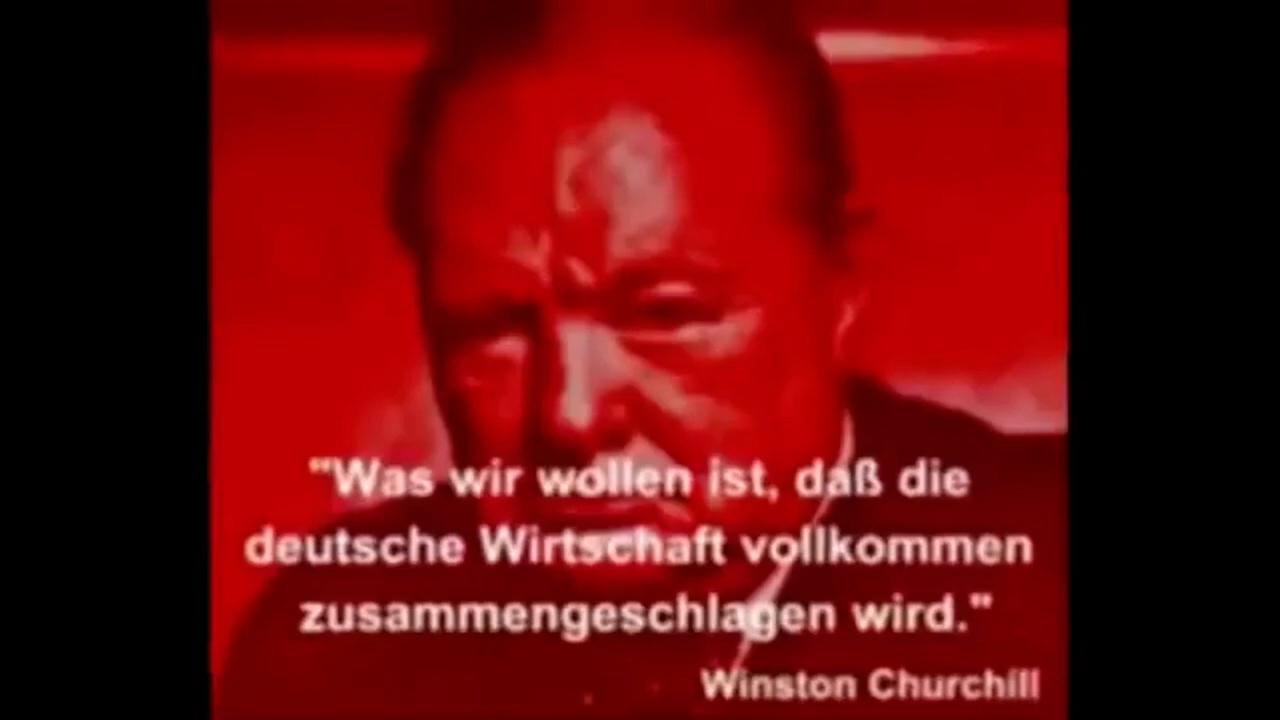 "Was wir wollen ist, daß die
deutsche Wirtschaft vollkommen
zusammengeschlagen wird."
Winston Churchill